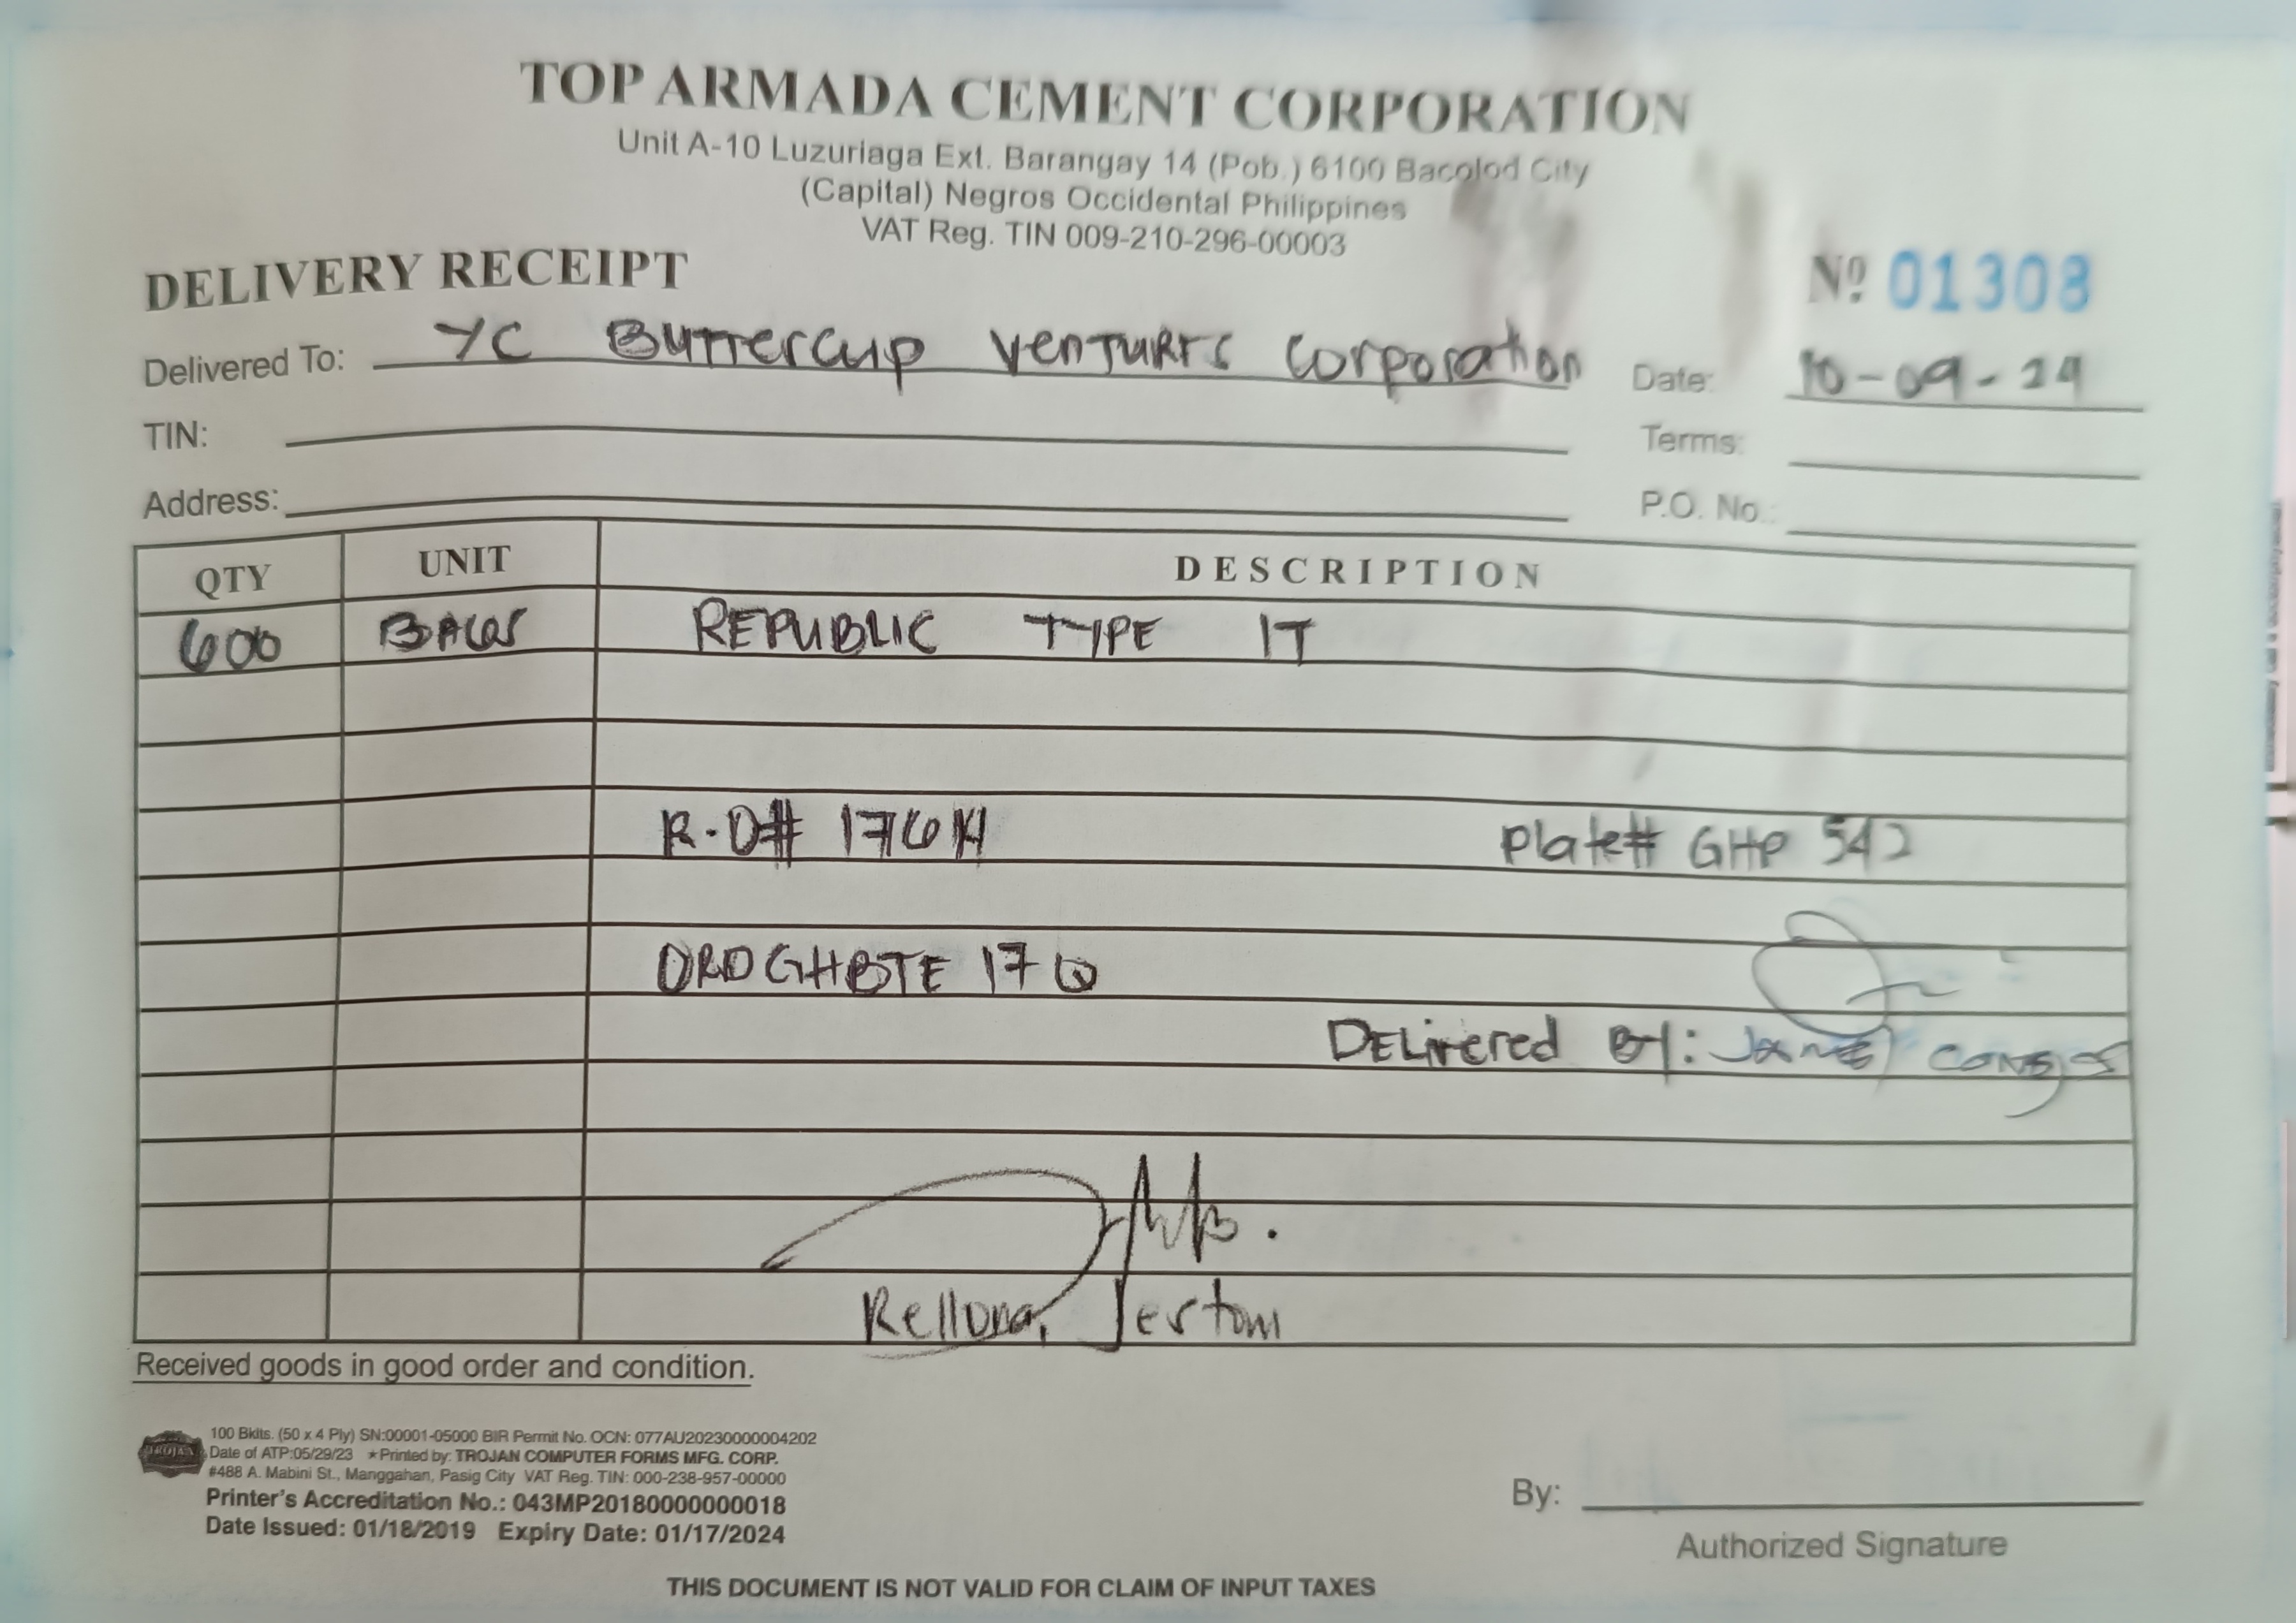 TOP ARMADA CEMENT CORPORATION
Unit A-10 Luzuriaga Ext. Barangay 14 (Pob.) 6100 Bacolod City
(Capital) Negros Occidental Philippines
VAT Reg. TIN 009-210-296-00003
DELIVERY RECEIPT
Nº 01308
Delivered To: YC Buttercup Ventures Corporation Date: 10-09-24
TIN: Terms:
Address: P.O. No.:
QTY UNIT DESCRIPTION
600 BAGS REPUBLIC TYPE 1T
R.O# Plate# GHP 542
ORDGHBTE 176
Delivered By:
Rellona, Jertom
Received goods in good order and condition.
TROJAN
100 Bklts. (50 x 4 Ply) SN:00001-05000 BIR Permit No. OCN: 077AU20230000004202
Date of ATP:05/29/23 ★Printed by: TROJAN COMPUTER FORMS MFG. CORP.
#488 A. Mabini St., Manggahan, Pasig City VAT Reg. TIN: 000-238-957-00000
Printer's Accreditation No.: 043MP20180000000018
Date Issued: 01/18/2019 Expiry Date: 01/17/2024
By:
Authorized Signature
THIS DOCUMENT IS NOT VALID FOR CLAIM OF INPUT TAXES